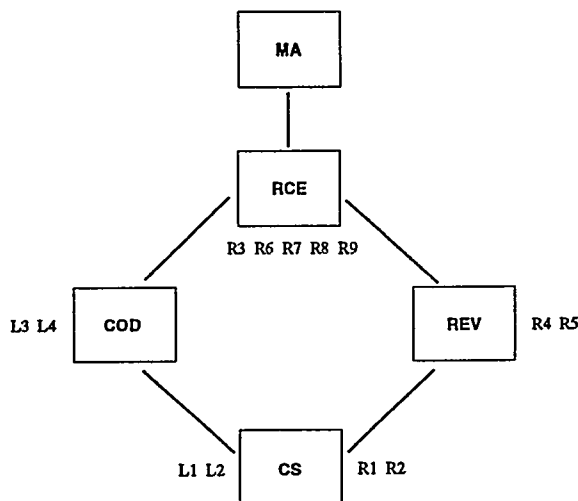 MA
RCE
R3 R6 R7 R8 R9
L3 L4 COD REV R4 R5
L1 L2 CS R1 R2